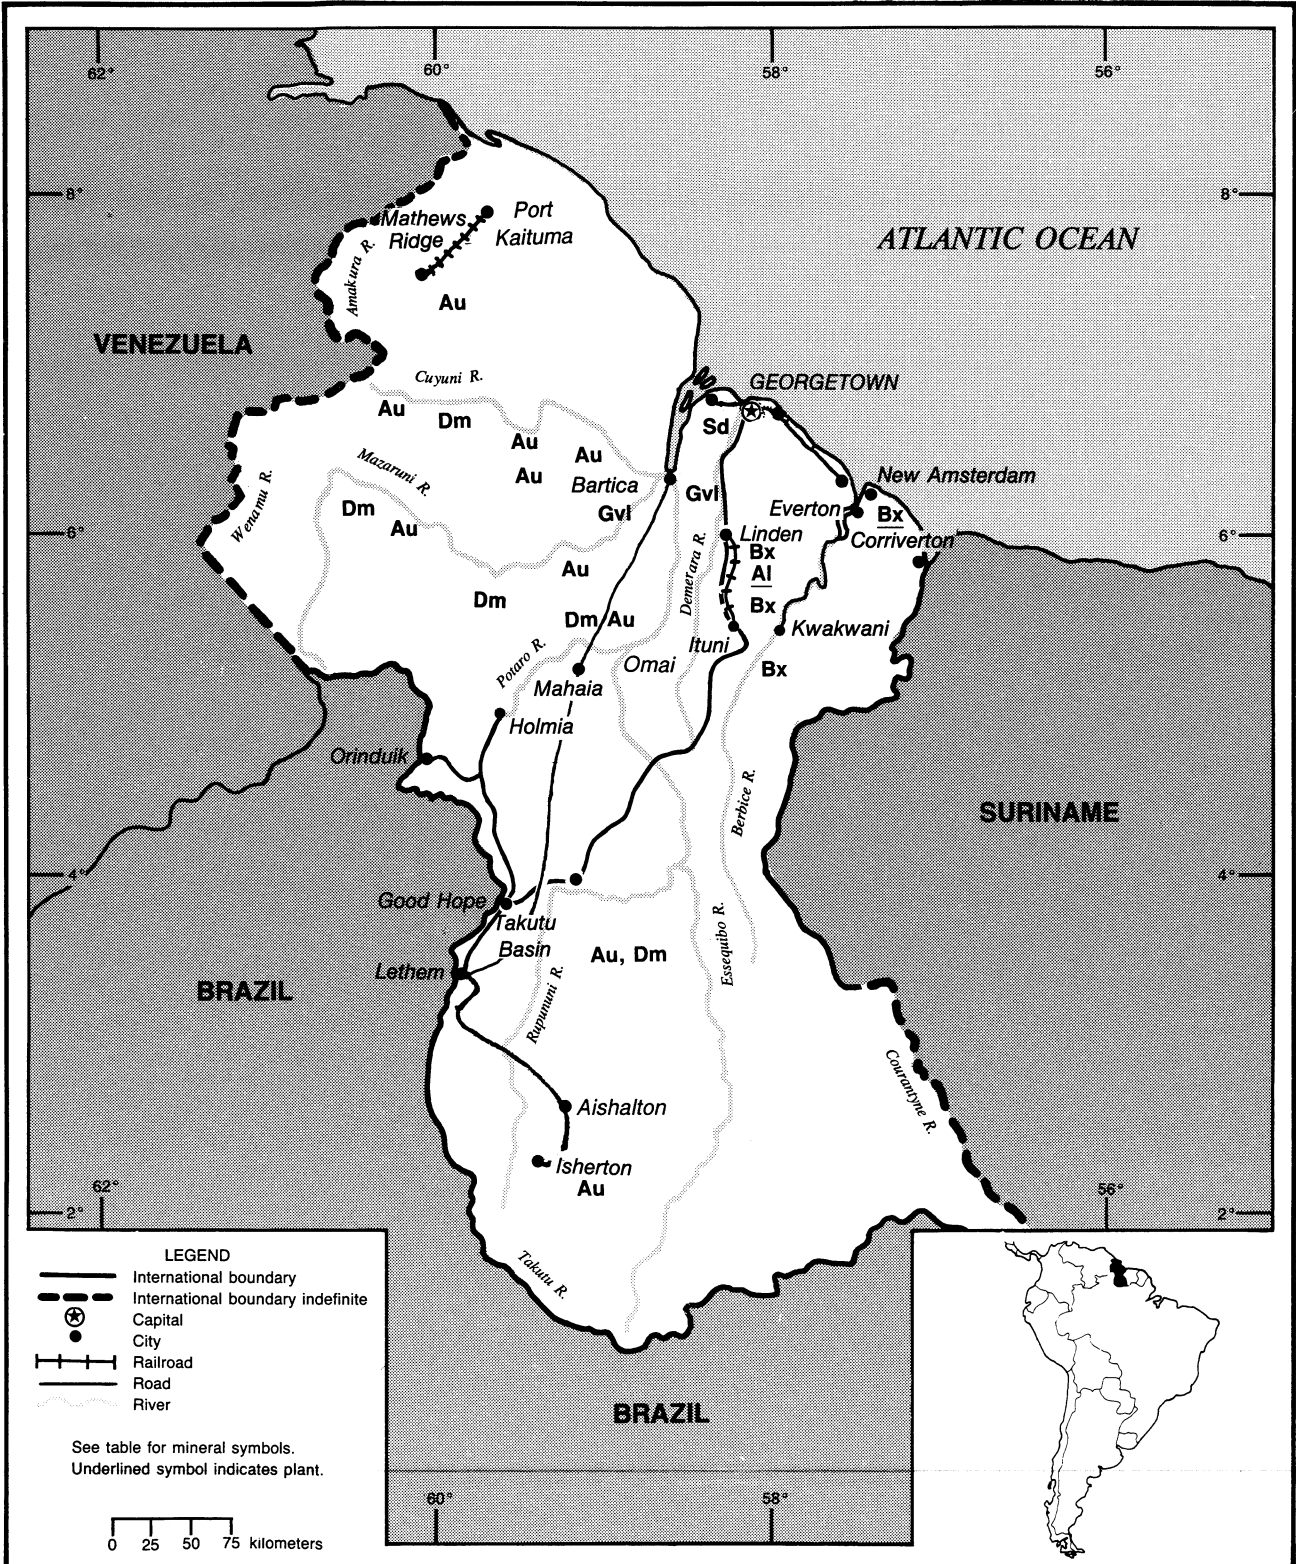 62°
60°
58°
56°
8°
8°
Mathews
Ridge
Port
Kaituma
ATLANTIC OCEAN
Amakura R.
Au
VENEZUELA
Cuyuni R.
GEORGETOWN
Au
Dm
Sd
Au
Mazaruni R.
Au
Au
Bartica
New Amsterdam
Wenamu R.
Dm
Au
Gvl
Gvl
Everton
Bx
6°
6°
Linden
Corriverton
Bx
Au
Al
Demerara R.
Dm
Bx
Dm
Au
Kwakwani
Ituni
Potaro R.
Omai
Bx
Mahaia
Holmia
Orinduik
Berbice R.
SURINAME
4°
4°
Good Hope
Takutu
Basin
Essequibo R.
Au, Dm
Lethem
BRAZIL
Rupununi R.
Courantyne R.
Aishalton
Isherton
Au
62°
56°
2°
2°
Takutu R.
LEGEND
International boundary
International boundary indefinite
Capital
City
Railroad
Road
River
BRAZIL
See table for mineral symbols.
Underlined symbol indicates plant.
60°
58°
0 25 50 75 kilometers